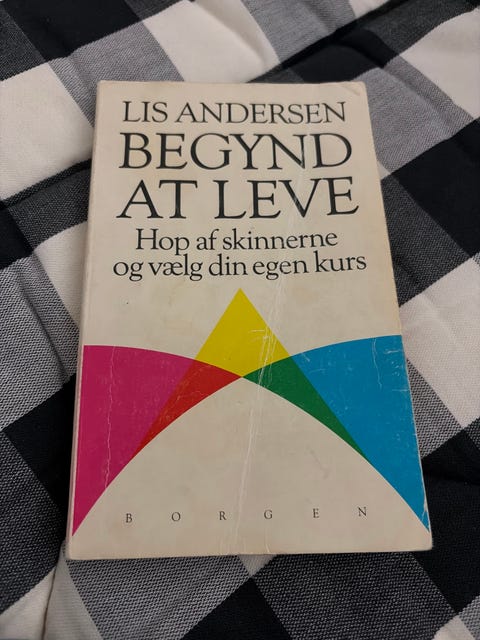 LIS ANDERSEN
BEGYND
AT LEVE
Hop af skinnerne
og vælg din egen kurs
BORGEN